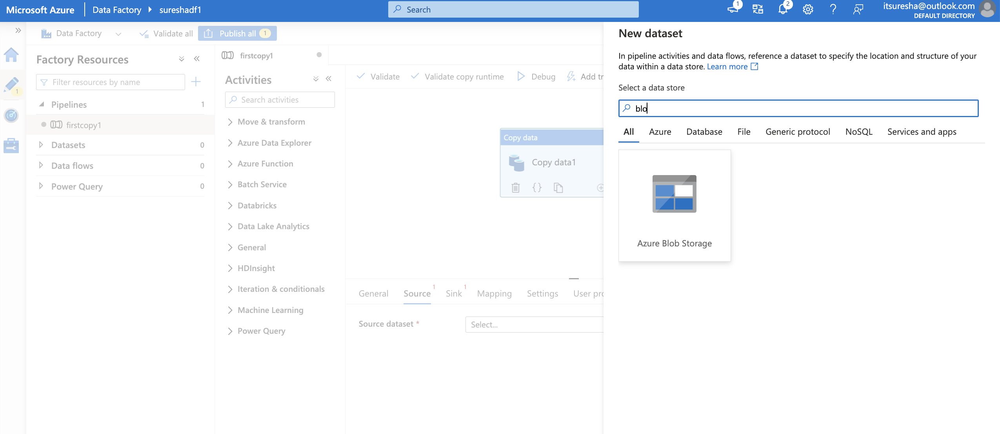 Microsoft Azure
Data Factory
sureshadf1
Search
1
2
itsuresha@outlook.com
DEFAULT DIRECTORY
Data Factory
Validate all
Publish all
1
1
Factory Resources
Filter resources by name
Pipelines
1
firstcopy1
Datasets
0
Data flows
0
Power Query
0
firstcopy1
Activities
Search activities
Move & transform
Azure Data Explorer
Azure Function
Batch Service
Databricks
Data Lake Analytics
General
HDInsight
Iteration & conditionals
Machine Learning
Power Query
Validate
Validate copy runtime
Debug
Add tr
Copy data
Copy data1
{}
General
Source
1
Sink
1
Mapping
Settings
User pro
Source dataset *
Select...
New dataset
In pipeline activities and data flows, reference a dataset to specify the location and structure of your
data within a data store. Learn more
Select a data store
blo
All
Azure
Database
File
Generic protocol
NoSQL
Services and apps
Azure Blob Storage